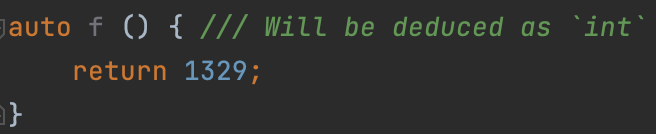 auto f () { /// Will be deduced as `int`
    return 1329;
}